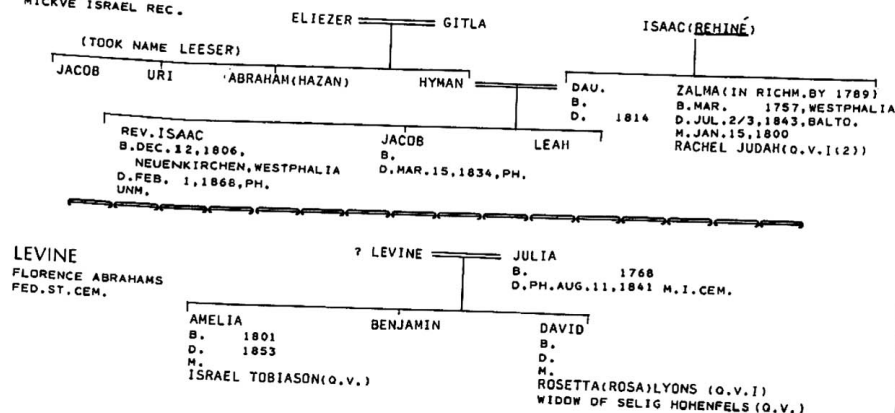 MICKVE ISRAEL REC.
ELIEZER GITLA
ISAAC(REHINÉ)
(TOOK NAME LEESER)
JACOB URI ABRAHAM(HAZAN) HYMAN
DAU.
B.
D. 1814
ZALMA(IN RICHM.BY 1789)
B.MAR. 1757,WESTPHALIA
D.JUL.2/3,1843,BALTO.
M.JAN.15,1800
RACHEL JUDAH(Q.V.I(2))
REV.ISAAC
B.DEC.12,1806,
NEUENKIRCHEN,WESTPHALIA
D.FEB. 1,1868,PH.
UNM.
JACOB
B.
D.MAR.15,1834,PH.
LEAH
LEVINE
FLORENCE ABRAHAMS
FED.ST.CEM.
? LEVINE JULIA
B. 1768
D.PH.AUG.11,1841 M.I.CEM.
AMELIA
B. 1801
D. 1853
M.
ISRAEL TOBIASON(Q.V.)
BENJAMIN
DAVID
B.
D.
M.
ROSETTA(ROSA)LYONS (Q.V.I)
WIDOW OF SELIG HOHENFELS(Q.V.)